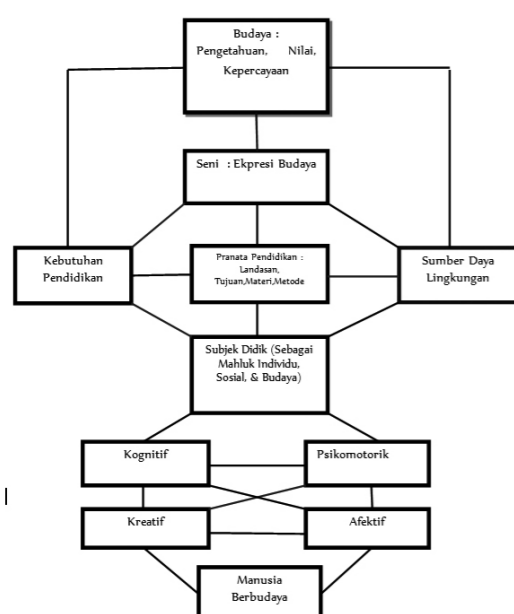 Budaya :
Pengetahuan, Nilai,
Kepercayaan
Seni : Ekpresi Budaya
Kebutuhan
Pendidikan
Pranata Pendidikan :
Landasan,
Tujuan,Materi,Metode
Sumber Daya
Lingkungan
Subjek Didik (Sebagai
Mahluk Individu,
Sosial, & Budaya)
Kognitif
Psikomotorik
Kreatif
Afektif
Manusia
Berbudaya